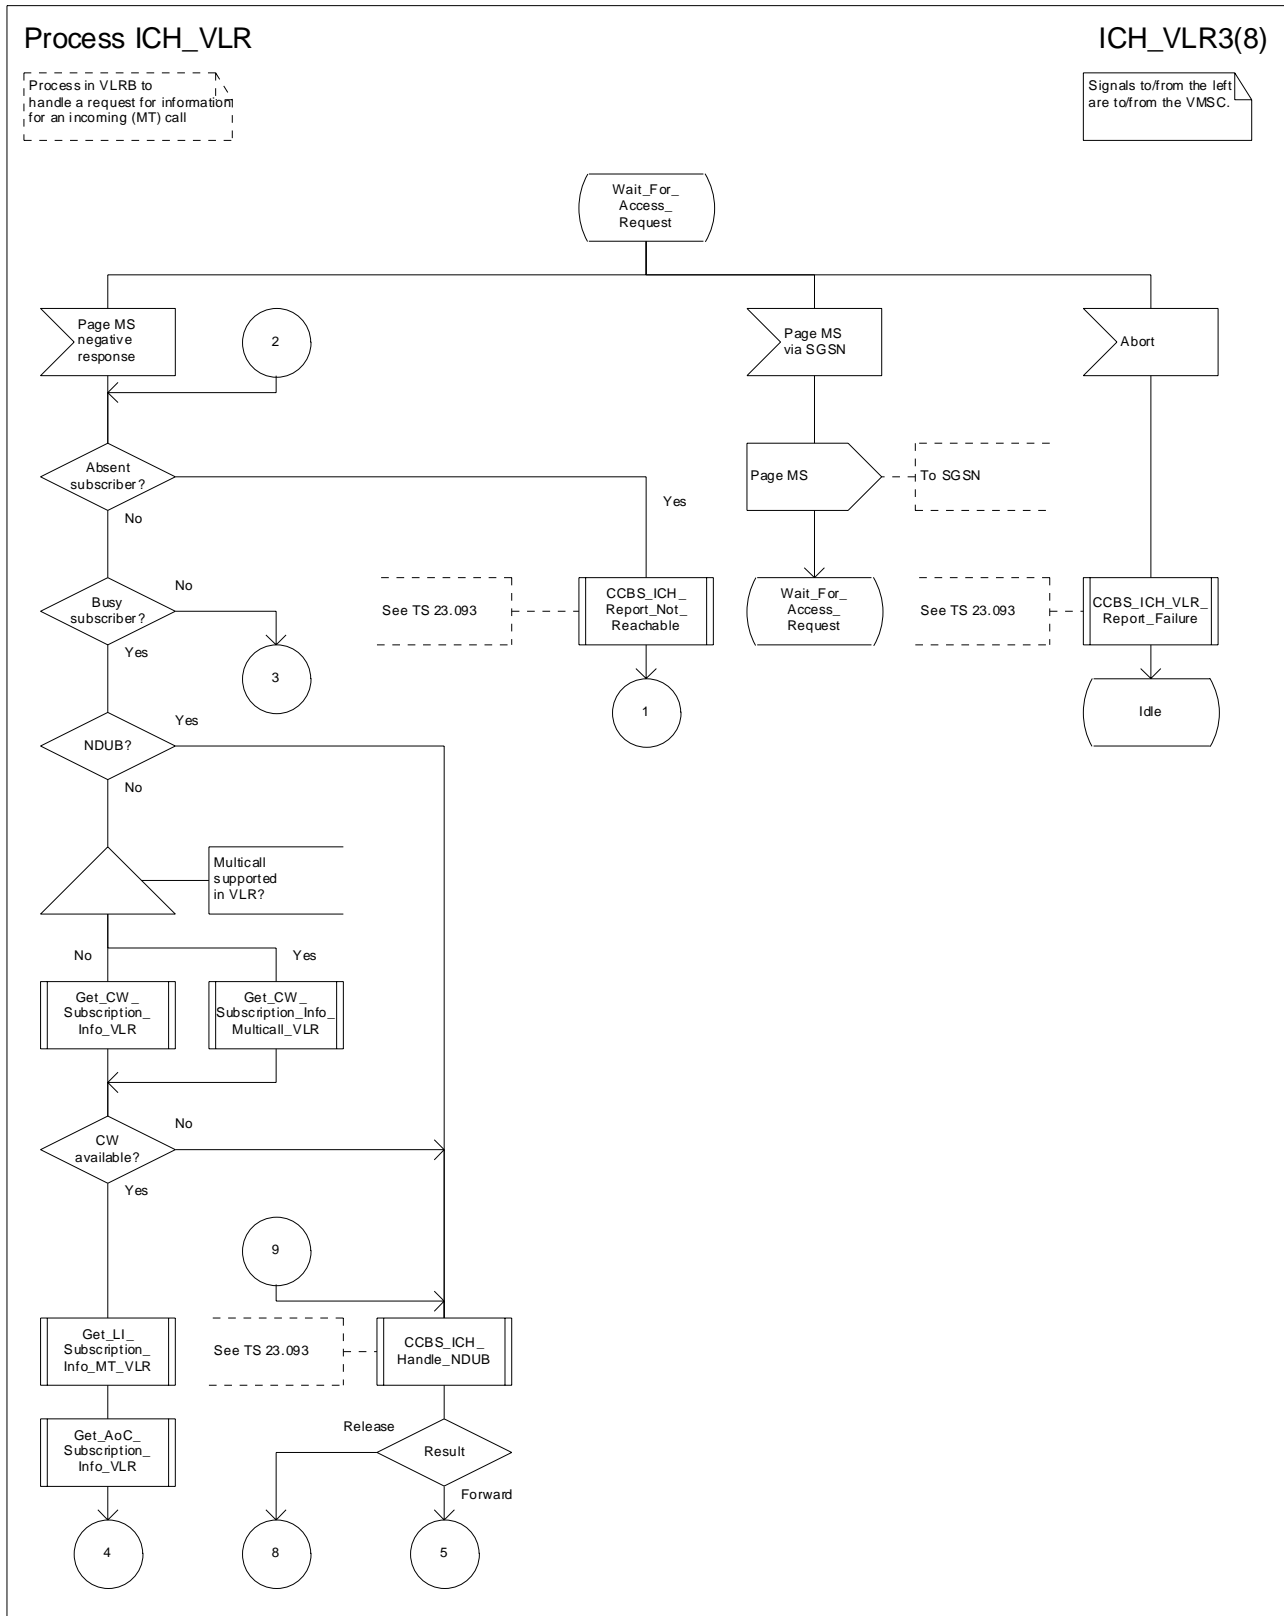 Process ICH_VLR
ICH_VLR3(8)
Process in VLRB to
handle a request for information
for an incoming (MT) call
Signals to/from the left
are to/from the VMSC.
Wait_For_
Access_
Request
Page MS
negative
response
2
Page MS
via SGSN
Abort
Absent
subscriber?
Yes
No
Page MS
To SGSN
Busy
subscriber?
No
Yes
3
See TS 23.093
CCBS_ICH_
Report_Not_
Reachable
1
Wait_For_
Access_
Request
See TS 23.093
CCBS_ICH_VLR_
Report_Failure
Idle
NDUB?
Yes
No
Multicall
supported
in VLR?
No
Yes
Get_CW_
Subscription_
Info_VLR
Get_CW_
Subscription_Info_
Multicall_VLR
CW
available?
No
Yes
9
Get_LI_
Subscription_
Info_MT_VLR
See TS 23.093
CCBS_ICH_
Handle_NDUB
Get_AoC_
Subscription_
Info_VLR
Release
Result
Forward
4
8
5